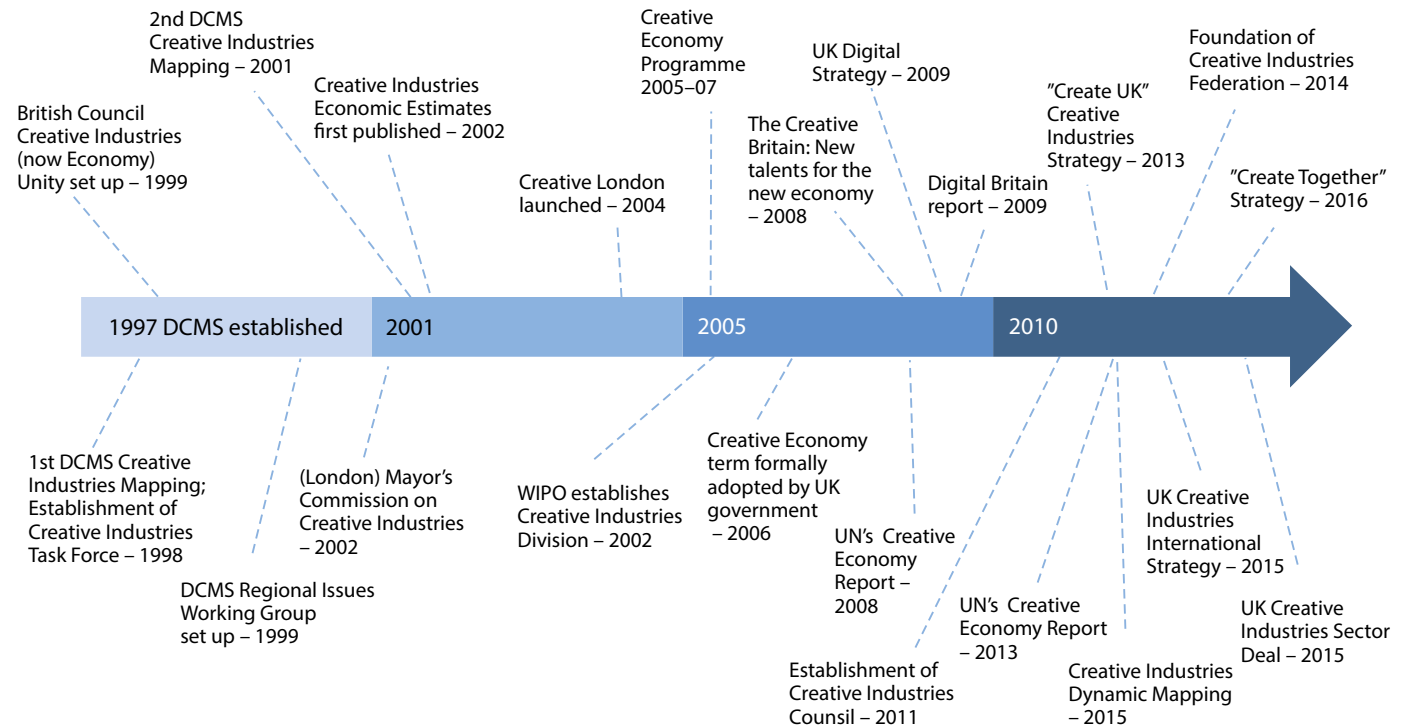 2nd DCMS
Creative Industries
Mapping – 2001
British Council
Creative Industries
(now Economy)
Unity set up – 1999
Creative Industries
Economic Estimates
first published – 2002
Creative London
launched – 2004
Creative
Economy
Programme
2005–07
The Creative
Britain: New
talents for the
new economy
– 2008
UK Digital
Strategy – 2009
Digital Britain
report – 2009
"Create UK"
Creative
Industries
Strategy – 2013
Foundation of
Creative Industries
Federation – 2014
"Create Together"
Strategy – 2016
1997 DCMS established
2001
2005
2010
1st DCMS Creative
Industries Mapping;
Establishment of
Creative Industries
Task Force – 1998
DCMS Regional Issues
Working Group
set up – 1999
(London) Mayor's
Commission on
Creative Industries
– 2002
WIPO establishes
Creative Industries
Division – 2002
Creative Economy
term formally
adopted by UK
government
– 2006
UN's Creative
Economy
Report –
2008
Establishment of
Creative Industries
Counsil – 2011
UN's Creative
Economy Report
– 2013
Creative Industries
Dynamic Mapping
– 2015
UK Creative
Industries
International
Strategy – 2015
UK Creative
Industries Sector
Deal – 2015